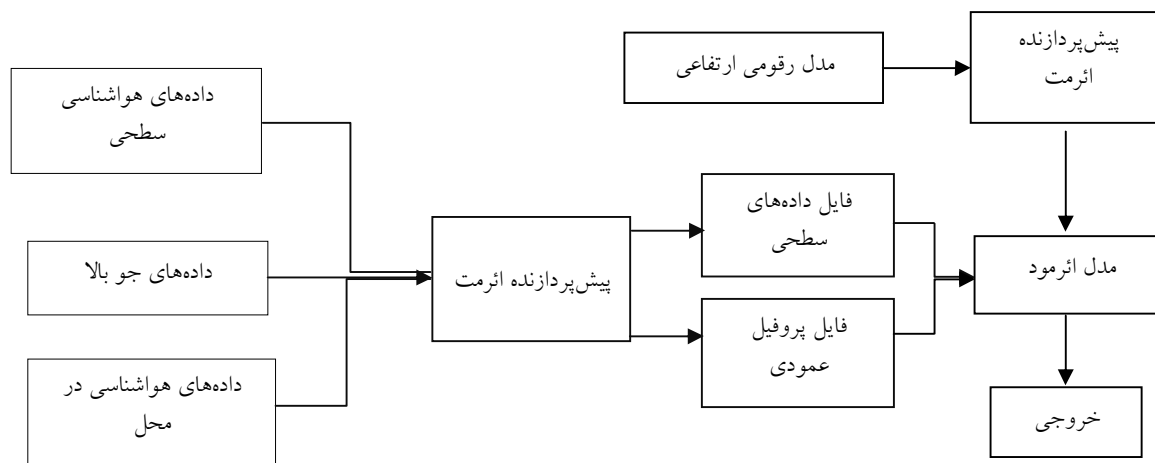 پیش‌پردازنده
ائرمت
مدل رقومی ارتفاعی
داده‌های هواشناسی
سطحی
فایل داده‌های
سطحی
داده‌های جو بالا
پیش‌پردازنده ائرمت
مدل ائرمود
فایل پروفیل
عمودی
داده‌های هواشناسی در
محل
خروجی